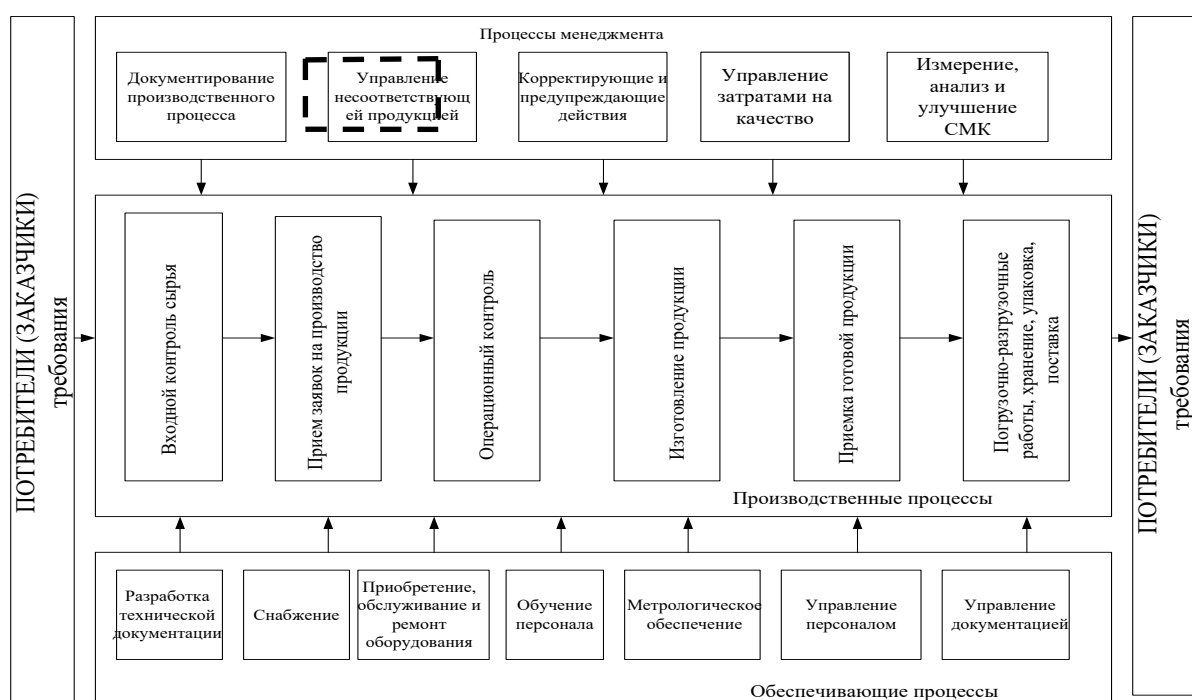 ПОТРЕБИТЕЛИ (ЗАКАЗЧИКИ)
требования
Процессы менеджмента
Документирование
производственного
процесса
Управление
несоответствующ
ей продукцией
Корректирующие и
предупреждающие
действия
Управление
затратами на
качество
Измерение,
анализ и
улучшение
СМК
Входной контроль сырья
Прием заявок на производство
продукции
Операционный контроль
Изготовление продукции
Приемка готовой продукции
Погрузочно-разгрузочные
работы, хранение, упаковка,
поставка
Производственные процессы
Разработка
технической
документации
Снабжение
Приобретение,
обслуживание и
ремонт
оборудования
Обучение
персонала
Метрологическое
обеспечение
Управление
персоналом
Управление
документацией
Обеспечивающие процессы
ПОТРЕБИТЕЛИ (ЗАКАЗЧИКИ)
требования